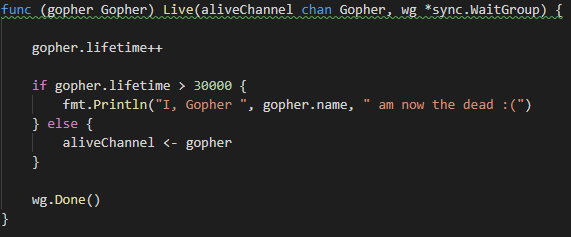 func (gopher Gopher) Live(aliveChannel chan Gopher, wg *sync.WaitGroup) {
gopher.lifetime++
if gopher.lifetime > 30000 {
fmt.Println("I, Gopher ", gopher.name, " am now the dead :(")
} else {
aliveChannel <- gopher
}
wg.Done()
}